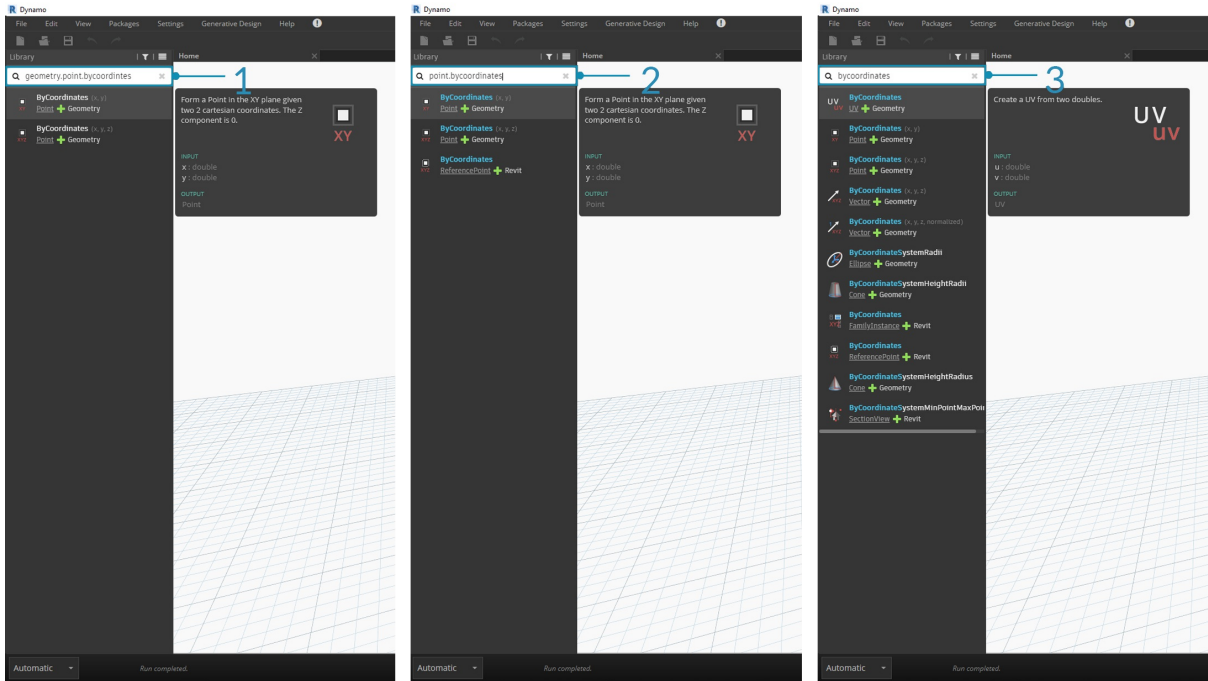 Dynamo
File Edit View Packages Settings Generative Design Help
Library
Home
geometry.point.bycoordintes
1
ByCoordinates (x, y)
Point + Geometry
ByCoordinates (x, y, z)
Point + Geometry
Form a Point in the XY plane given
two 2 cartesian coordinates. The Z
component is 0.
XY
INPUT
x : double
y : double
OUTPUT
Point
Automatic
Run completed.
Dynamo
File Edit View Packages Settings Generative Design Help
Library
Home
point.bycoordinates
2
ByCoordinates (x, y)
Point + Geometry
ByCoordinates (x, y, z)
Point + Geometry
ByCoordinates
ReferencePoint + Revit
Form a Point in the XY plane given
two 2 cartesian coordinates. The Z
component is 0.
XY
INPUT
x : double
y : double
OUTPUT
Point
Automatic
Run completed.
Dynamo
File Edit View Packages Settings Generative Design Help
Library
Home
bycoordinates
3
ByCoordinates
UV + Geometry
ByCoordinates (x, y)
Point + Geometry
ByCoordinates (x, y, z)
Point + Geometry
ByCoordinates (x, y, z)
Vector + Geometry
ByCoordinates (x, y, z, normalized)
Vector + Geometry
ByCoordinateSystemRadii
Ellipse + Geometry
ByCoordinateSystemHeightRadii
Cone + Geometry
ByCoordinates
FamilyInstance + Revit
ByCoordinates
ReferencePoint + Revit
ByCoordinateSystemHeightRadius
Cone + Geometry
ByCoordinateSystemMinPointMaxPoi
SectionView + Revit
Create a UV from two doubles.
UV
uv
INPUT
u : double
v : double
OUTPUT
UV
Automatic
Run completed.